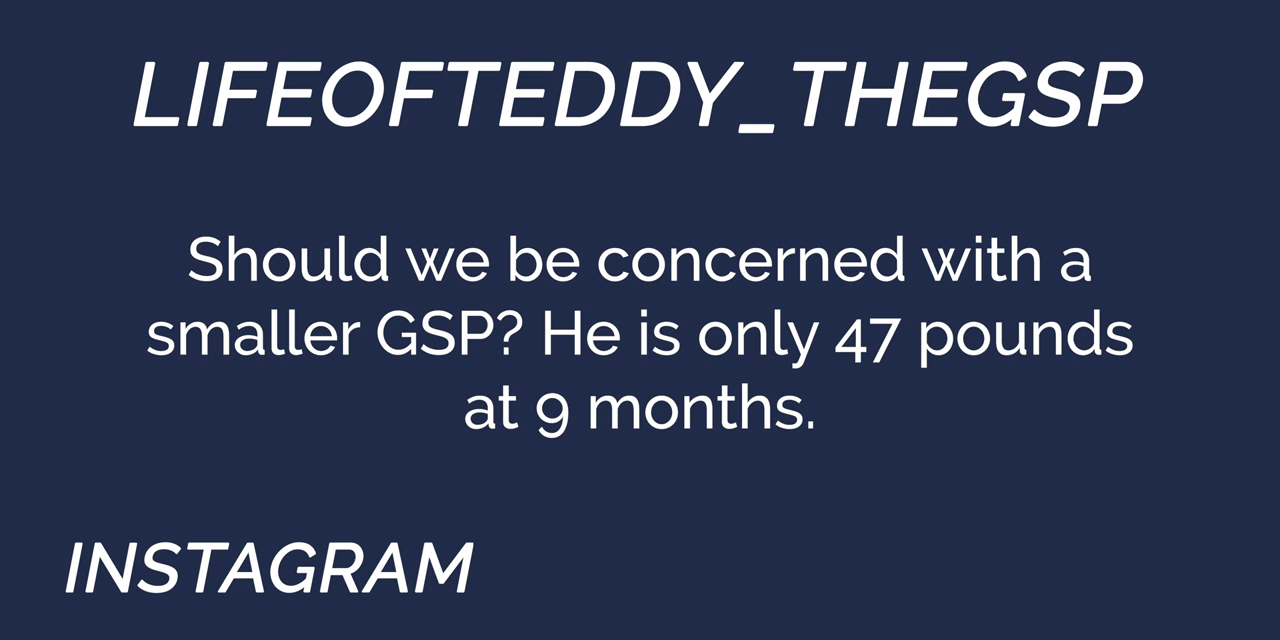 LIFEOFTEDDY_THEGSP
Should we be concerned with a
smaller GSP? He is only 47 pounds
at 9 months.
INSTAGRAM